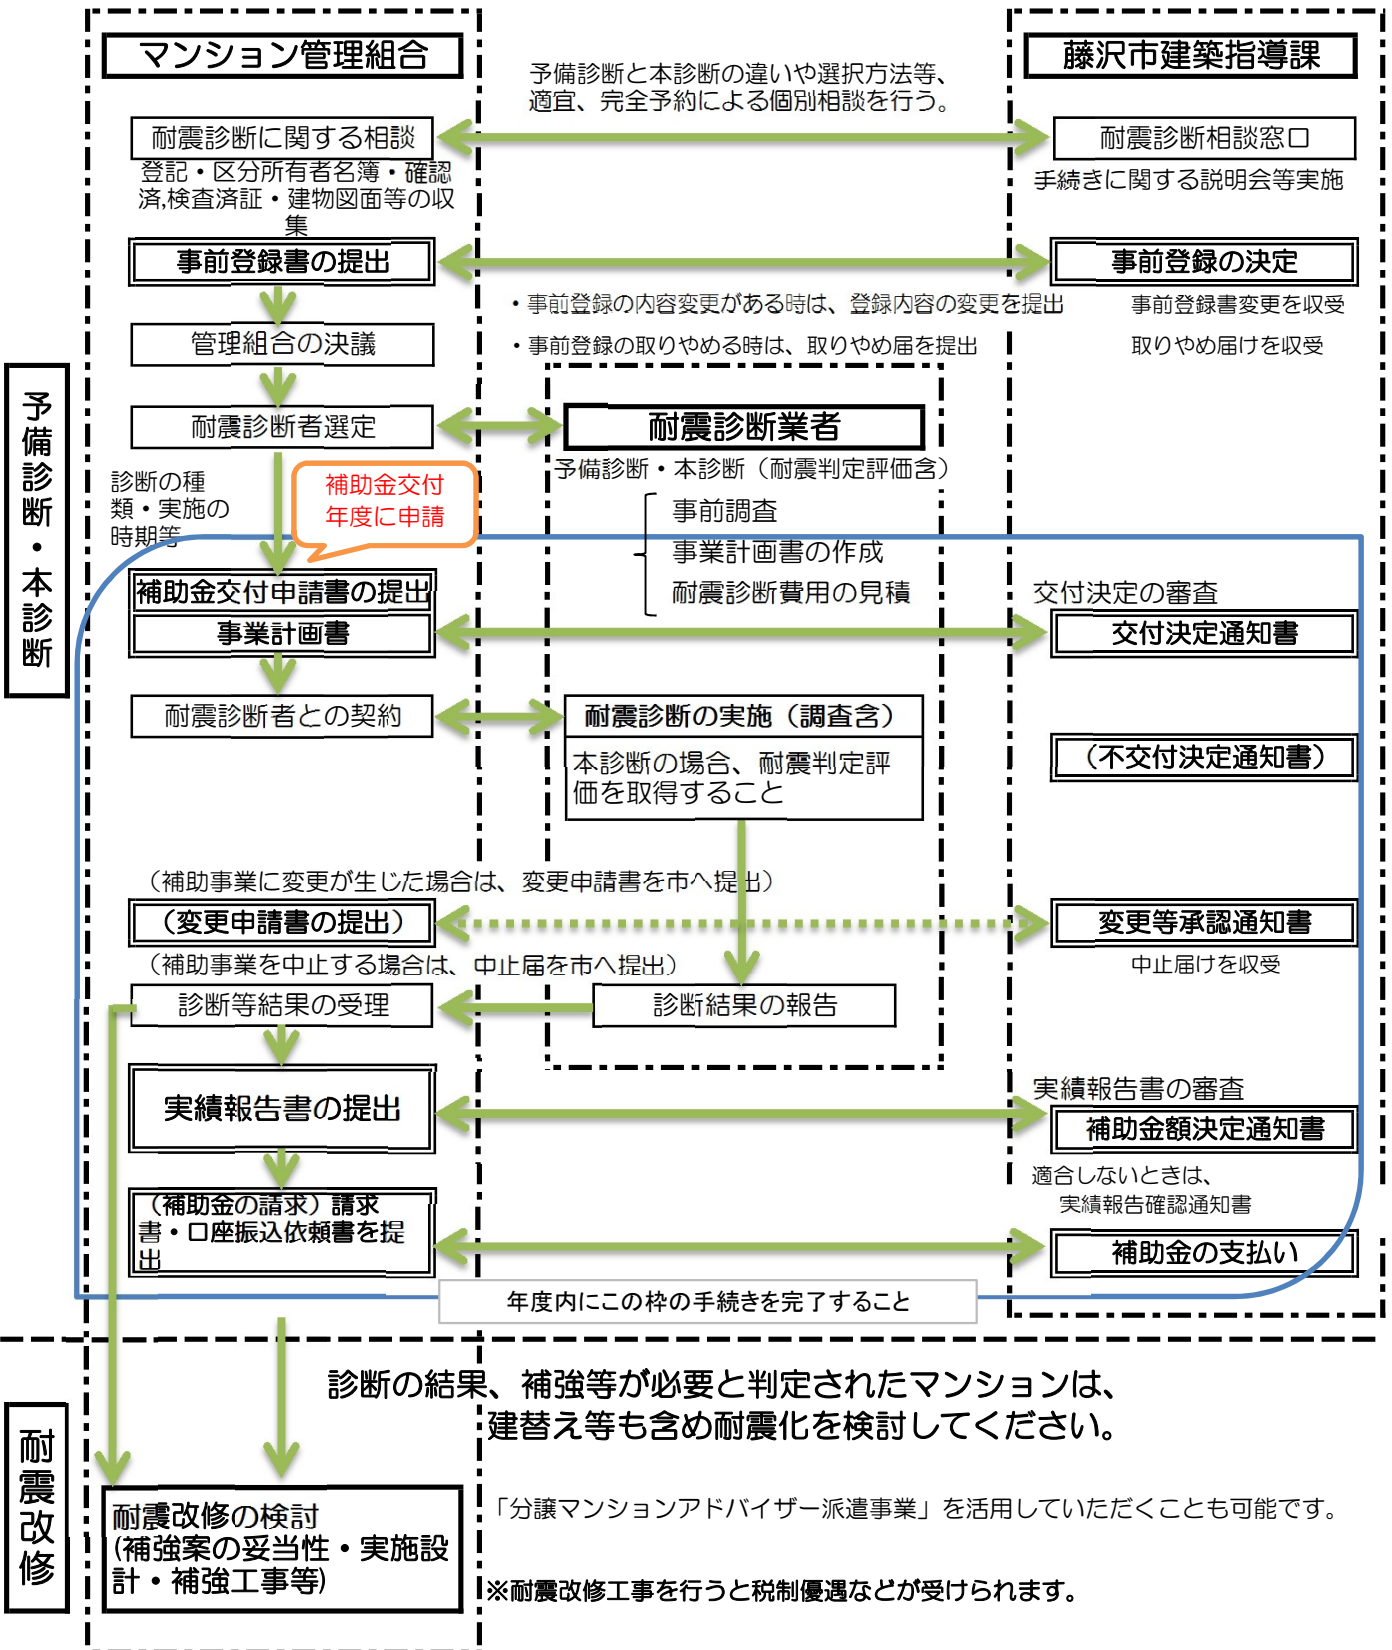 マンション管理組合
藤沢市建築指導課
予備診断と本診断の違いや選択方法等、
適宜、完全予約による個別相談を行う。
耐震診断に関する相談
耐震診断相談窓口
登記・区分所有者名簿・確認
済,検査済証・建物図面等の収
集
手続きに関する説明会等実施
事前登録書の提出
事前登録の決定
・事前登録の内容変更がある時は、登録内容の変更を提出
事前登録書変更を収受
管理組合の決議
・事前登録の取りやめる時は、取りやめ届を提出
取りやめ届けを収受
予備診断・本診断
耐震診断者選定
耐震診断業者
予備診断・本診断（耐震判定評価含）
診断の種
類・実施の
時期等
補助金交付
年度に申請
事前調査
事業計画書の作成
耐震診断費用の見積
補助金交付申請書の提出
事業計画書
交付決定の審査
交付決定通知書
耐震診断者との契約
耐震診断の実施（調査含）
本診断の場合、耐震判定評
価を取得すること
（不交付決定通知書）
（補助事業に変更が生じた場合は、変更申請書を市へ提出）
（変更申請書の提出）
変更等承認通知書
（補助事業を中止する場合は、中止届を市へ提出）
中止届けを収受
診断等結果の受理
診断結果の報告
実績報告書の提出
実績報告書の審査
補助金額決定通知書
適合しないときは、
実績報告確認通知書
（補助金の請求）請求
書・口座振込依頼書を提
出
補助金の支払い
年度内にこの枠の手続きを完了すること
診断の結果、補強等が必要と判定されたマンションは、
建替え等も含め耐震化を検討してください。
耐震改修
耐震改修の検討
(補強案の妥当性・実施設
計・補強工事等)
「分譲マンションアドバイザー派遣事業」を活用していただくことも可能です。
※耐震改修工事を行うと税制優遇などが受けられます。